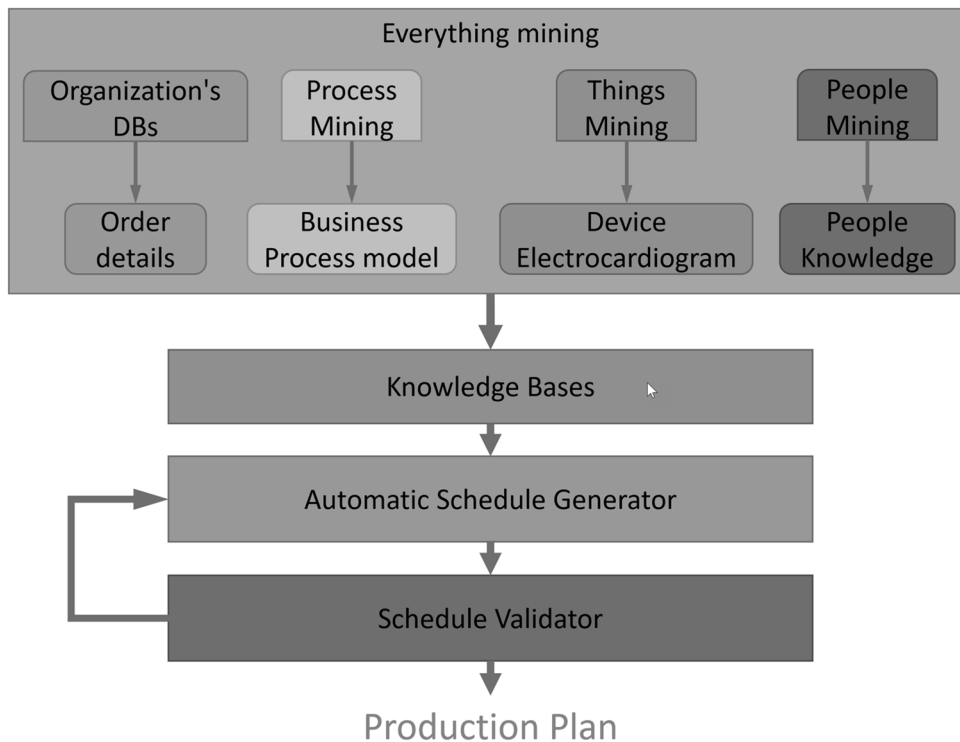 Everything mining
Organization's
DBs
Process
Mining
Things
Mining
People
Mining
Order
details
Business
Process model
Device
Electrocardiogram
People
Knowledge
Knowledge Bases
Automatic Schedule Generator
Schedule Validator
Production Plan